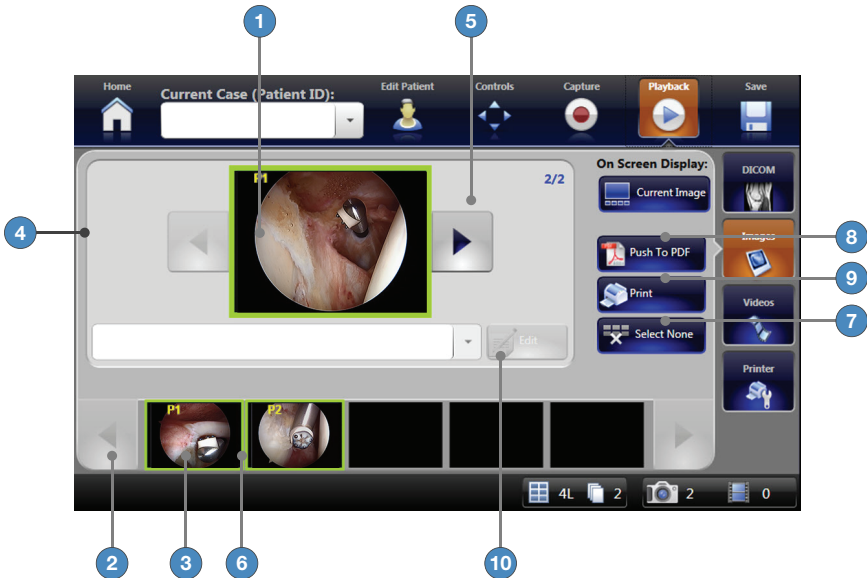 1
5
Home
Current Case (Patient ID):
Edit Patient
Controls
Capture
Playback
Save
P1
2/2
On Screen Display:
Current Image
DICOM
4
8
Push To PDF
Images
9
Print
Videos
7
Select None
Edit
Printer
P1
P2
4L
2
2
0
2
3
6
10